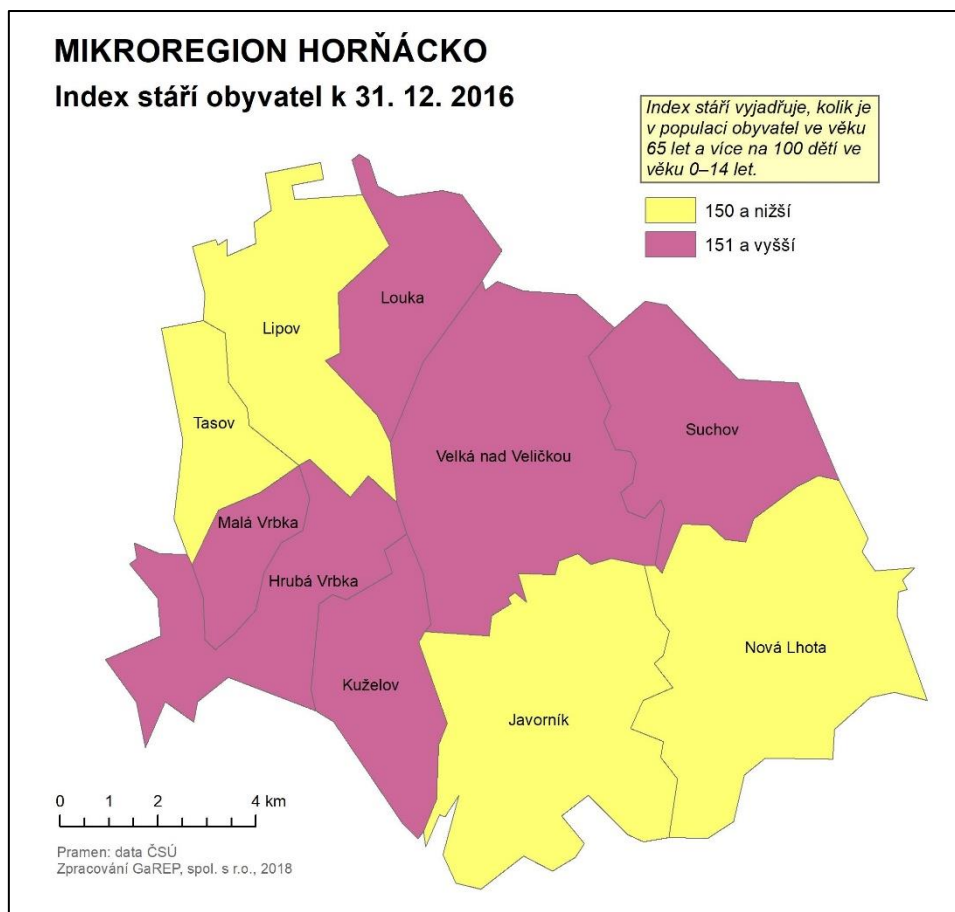 MIKROREGION HORŇÁCKO
Index stáří obyvatel k 31. 12. 2016
Index stáří vyjadřuje, kolik je
v populaci obyvatel ve věku
65 let a více na 100 dětí ve
věku 0–14 let.
150 a nižší
151 a vyšší
Louka
Lipov
Tasov
Suchov
Velká nad Veličkou
Malá Vrbka
Hrubá Vrbka
Nová Lhota
Kuželov
Javorník
0 1 2 4 km
Pramen: data ČSÚ
Zpracování GaREP, spol. s r.o., 2018